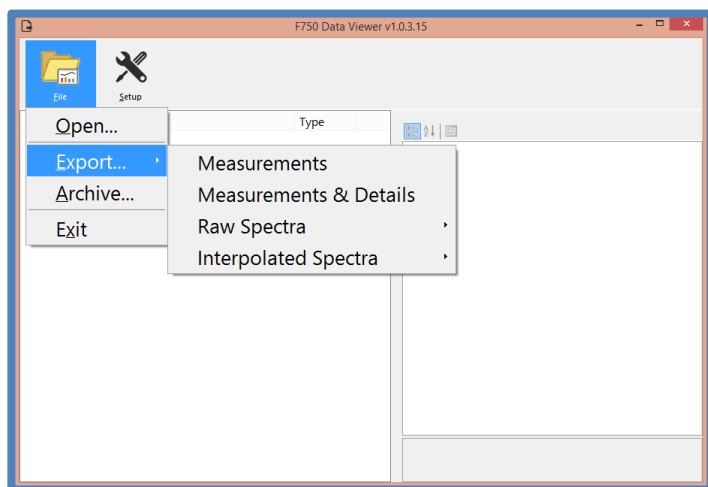 F750 Data Viewer v1.0.3.15
File
Setup
Type
Open...
Export...
Archive...
Exit
Measurements
Measurements & Details
Raw Spectra
Interpolated Spectra